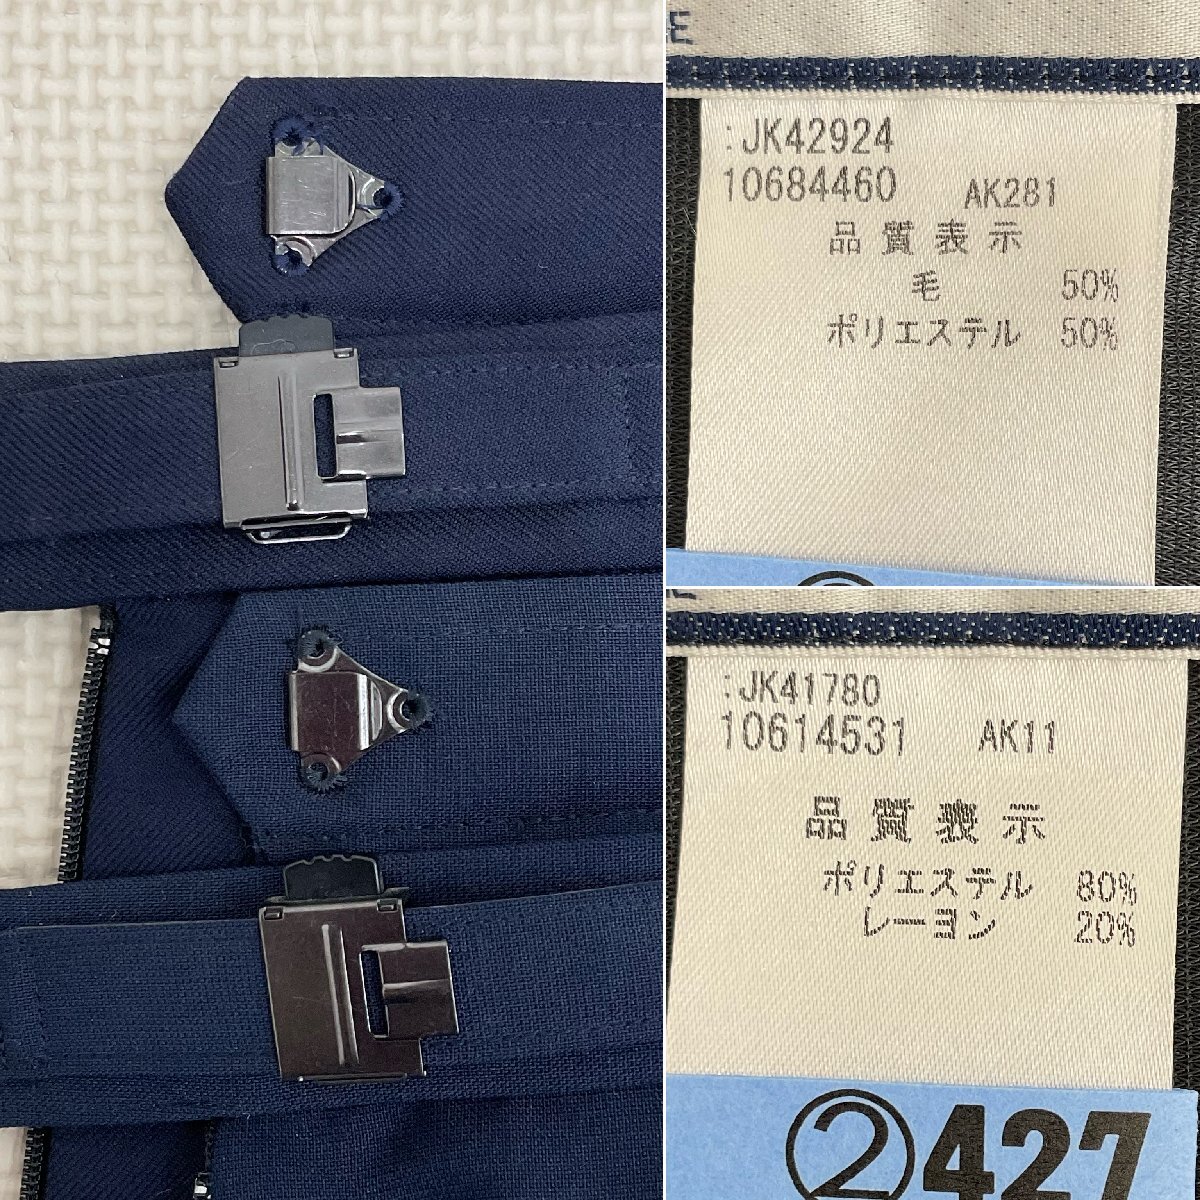 E
:JK42924
10684460 AK281
品質表示
毛 50%
ポリエステル 50%
:JK41780
10614531 AK11
品質表示
ポリエステル 80%
レーヨン 20%
②427